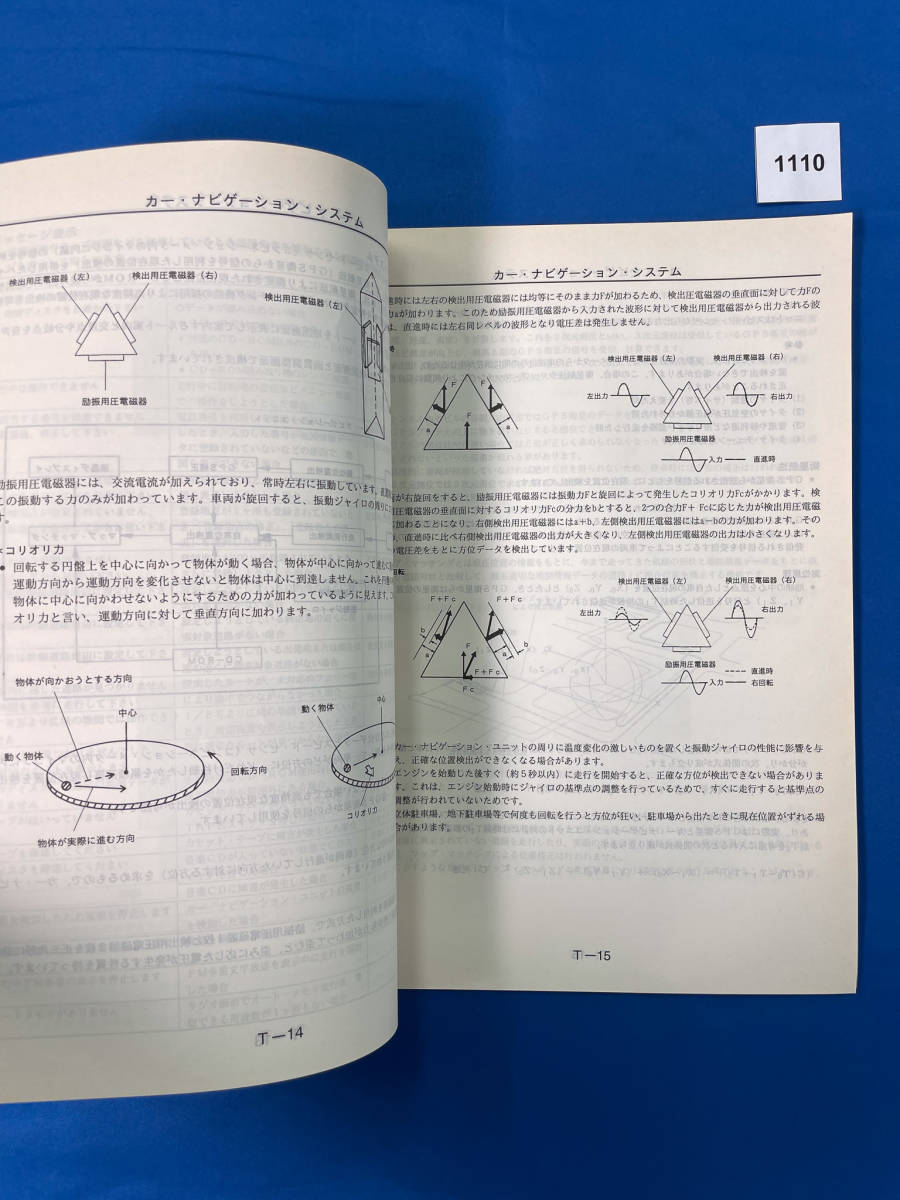 1110
カー・ナビゲーション・システム
検出用圧電磁器（左）
検出用圧電磁器（右）
検出用圧電磁器（左）
励振用圧電磁器
励振用圧電磁器には、交流電流が加えられており、常時左右に振動しています。
この振動する力のみが加わっています。車両が旋回すると、振動ジャイロの
す。
*コリオリ力
● 回転する円盤上を中心に向かって物体が動く場合、物体が中心に向かって
運動方向から運動方向を変化させないと物体は中心に到達しません。これを
物体に中心に向かわせないようにするための力が加わっているように見えます。
オリ力と言い、運動方向に対して垂直方向に加わります。
物体が向かおうとする方向
中心
動く物体
回転方向
物体が実際に進む方向
動く物体
中心
コリオリカ
T－14
カー・ナビゲーション・システム
進時には左右の検出用圧電磁器には均等にそのまま力Fが加わるため、検出圧電磁器の垂直面に対して力Fの
力aが加わります。このため励振用圧電磁器から入力された波形に対して検出用圧電磁器から出力される波
は、直進時には左右同レベルの波形となり電圧差は発生しません。
時
F
F
F
a
a
検出用圧電磁器（左）
検出用圧電磁器（右）
左出力
右出力
励振用圧電磁器
入力
直進時
が右旋回をすると、励振用圧電磁器には振動力Fと旋回によって発生したコリオリ力Fcがかかります。検
圧電磁器の垂直面に対するコリオリ力Fcの分力をbとすると、2つの合力F＋Fcに応じた力が検出用圧電磁
に加わることになり、右側検出用圧電磁器にはa＋b、左側検出用圧電磁器にはa－bの力が加わります。その
、直進時に比べ右側検出用圧電磁器の出力が大きくなり、左側検出用圧電磁器の出力は小さくなります。
の電圧差をもとに方位データを検出しています。
回転
F＋Fc
F＋Fc
b
a
a
b
F
F＋Fc
Fc
検出用圧電磁器（左）
検出用圧電磁器（右）
左出力
右出力
励振用圧電磁器
入力
直進時
右回転
カー・ナビゲーション・ユニットの周りに温度変化の激しいものを置くと振動ジャイロの性能に影響を与
え、正確な位置検出ができなくなる場合があります。
エンジンを始動した後すぐ（約5秒以内）に走行を開始すると、正確な方位が検出できない場合がありま
す。これは、エンジン始動時にジャイロの基準点の調整を行っているためで、すぐに走行すると基準点の
調整が行われていないためです。
立体駐車場、地下駐車場等で何度も回転を行うと方位が狂い、駐車場から出たときに現在位置がずれる場
合があります。
T－15